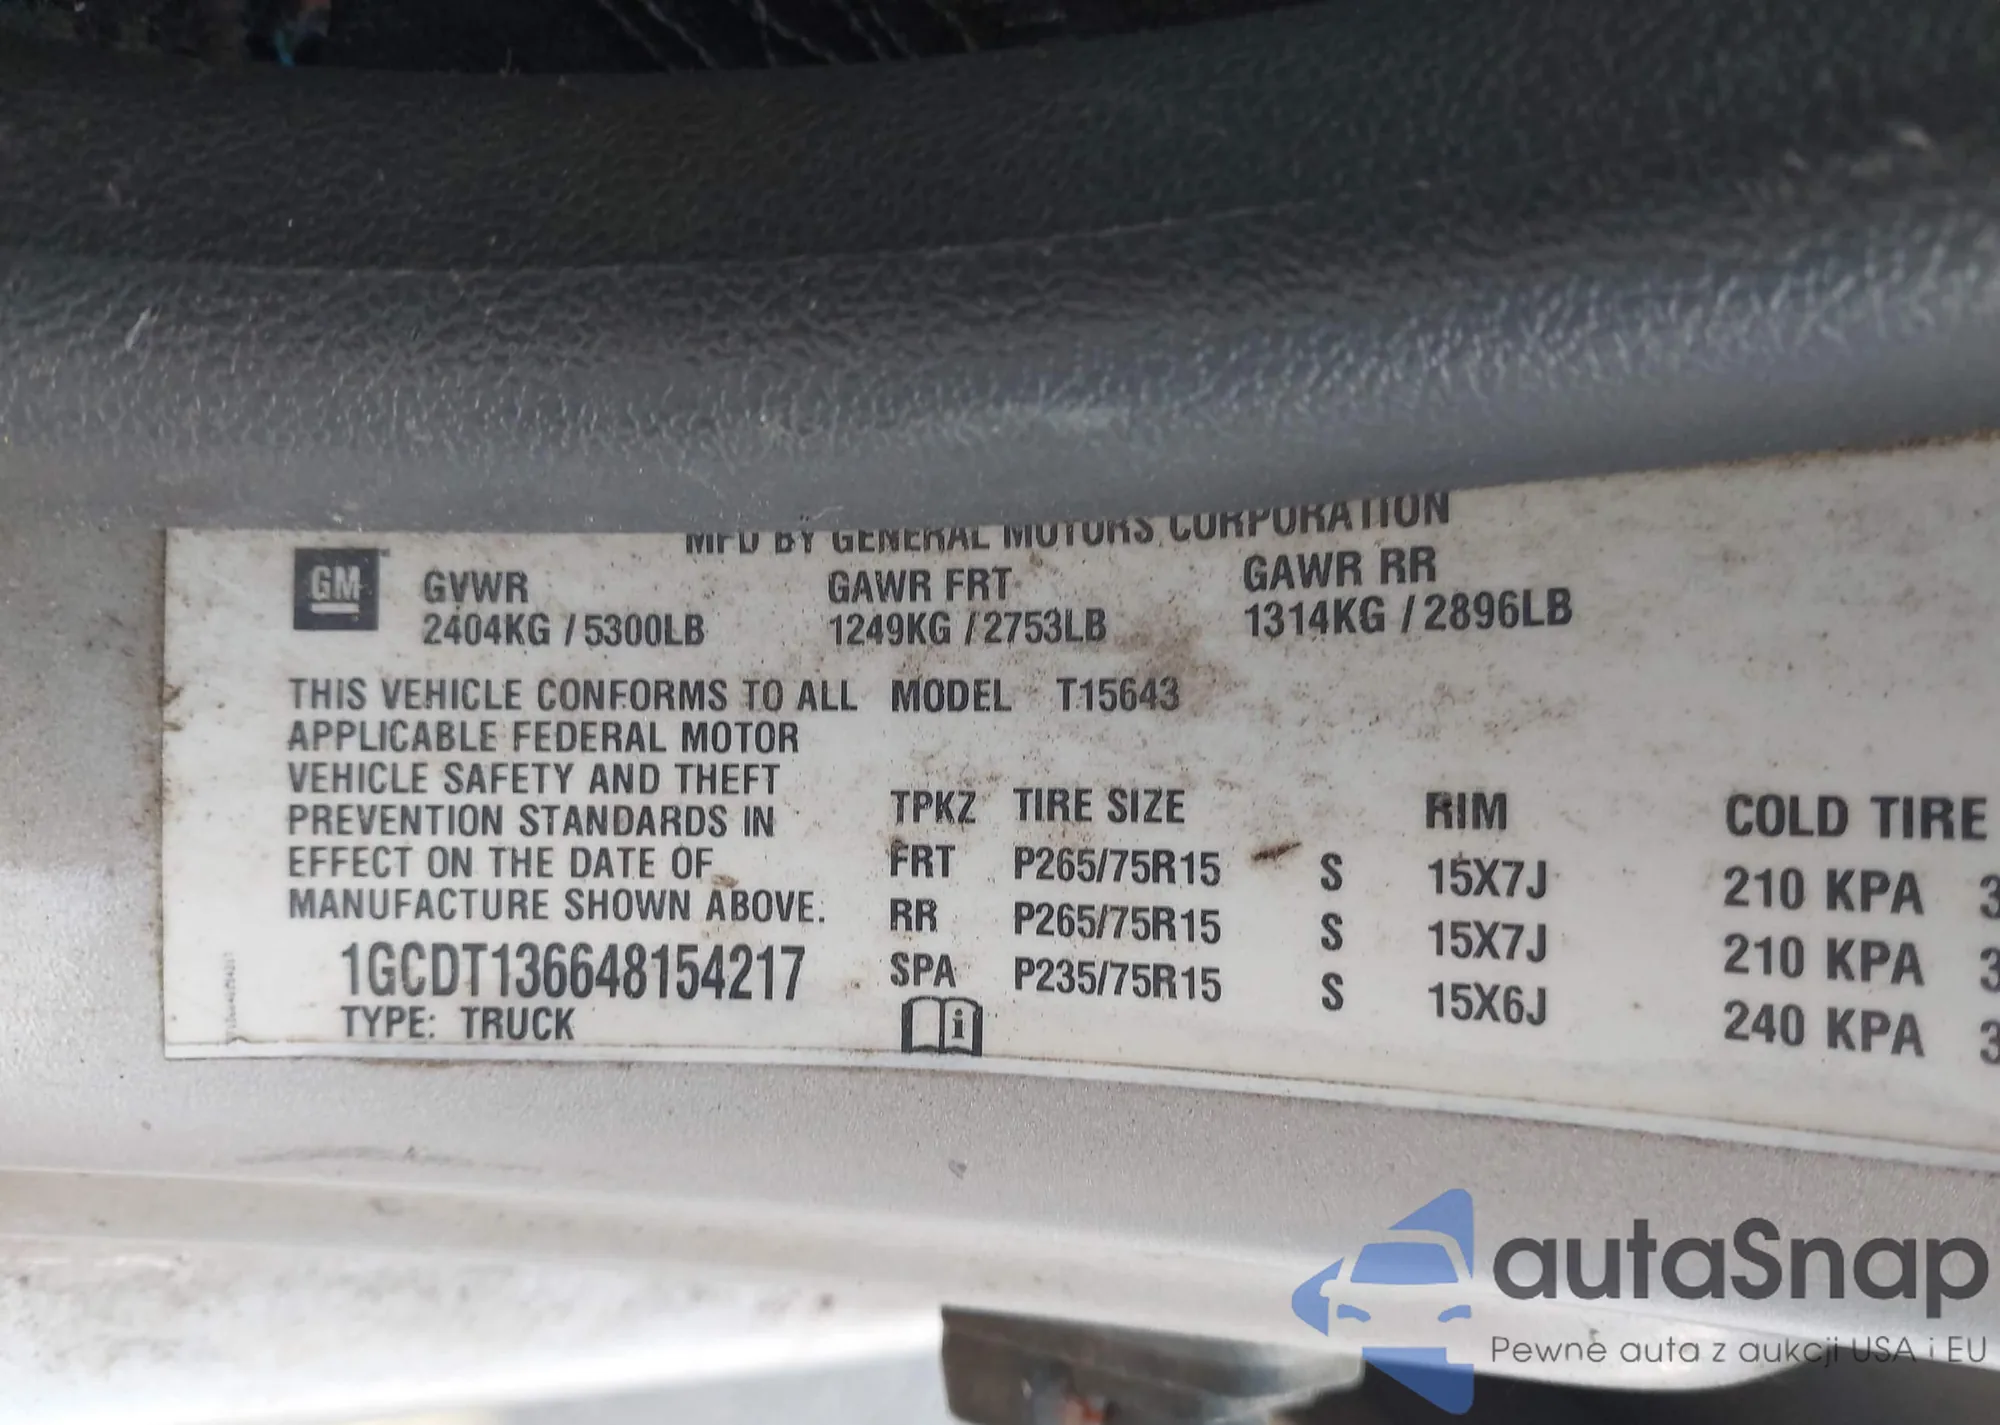 MFD BY GENERAL MOTORS CORPORATION
GM
GVWR GAWR FRT GAWR RR
2404KG / 5300LB 1249KG / 2753LB 1314KG / 2896LB
THIS VEHICLE CONFORMS TO ALL MODEL T15643
APPLICABLE FEDERAL MOTOR
VEHICLE SAFETY AND THEFT
PREVENTION STANDARDS IN
EFFECT ON THE DATE OF
MANUFACTURE SHOWN ABOVE.
1GCDT136648154217
TYPE: TRUCK
TPKZ TIRE SIZE RIM COLD TIRE
FRT P265/75R15 S 15X7J 210 KPA 3
RR P265/75R15 S 15X7J 210 KPA 3
SPA P235/75R15 S 15X6J 240 KPA 3
i
autaSnap
Pewne auta z aukcji USA i EU